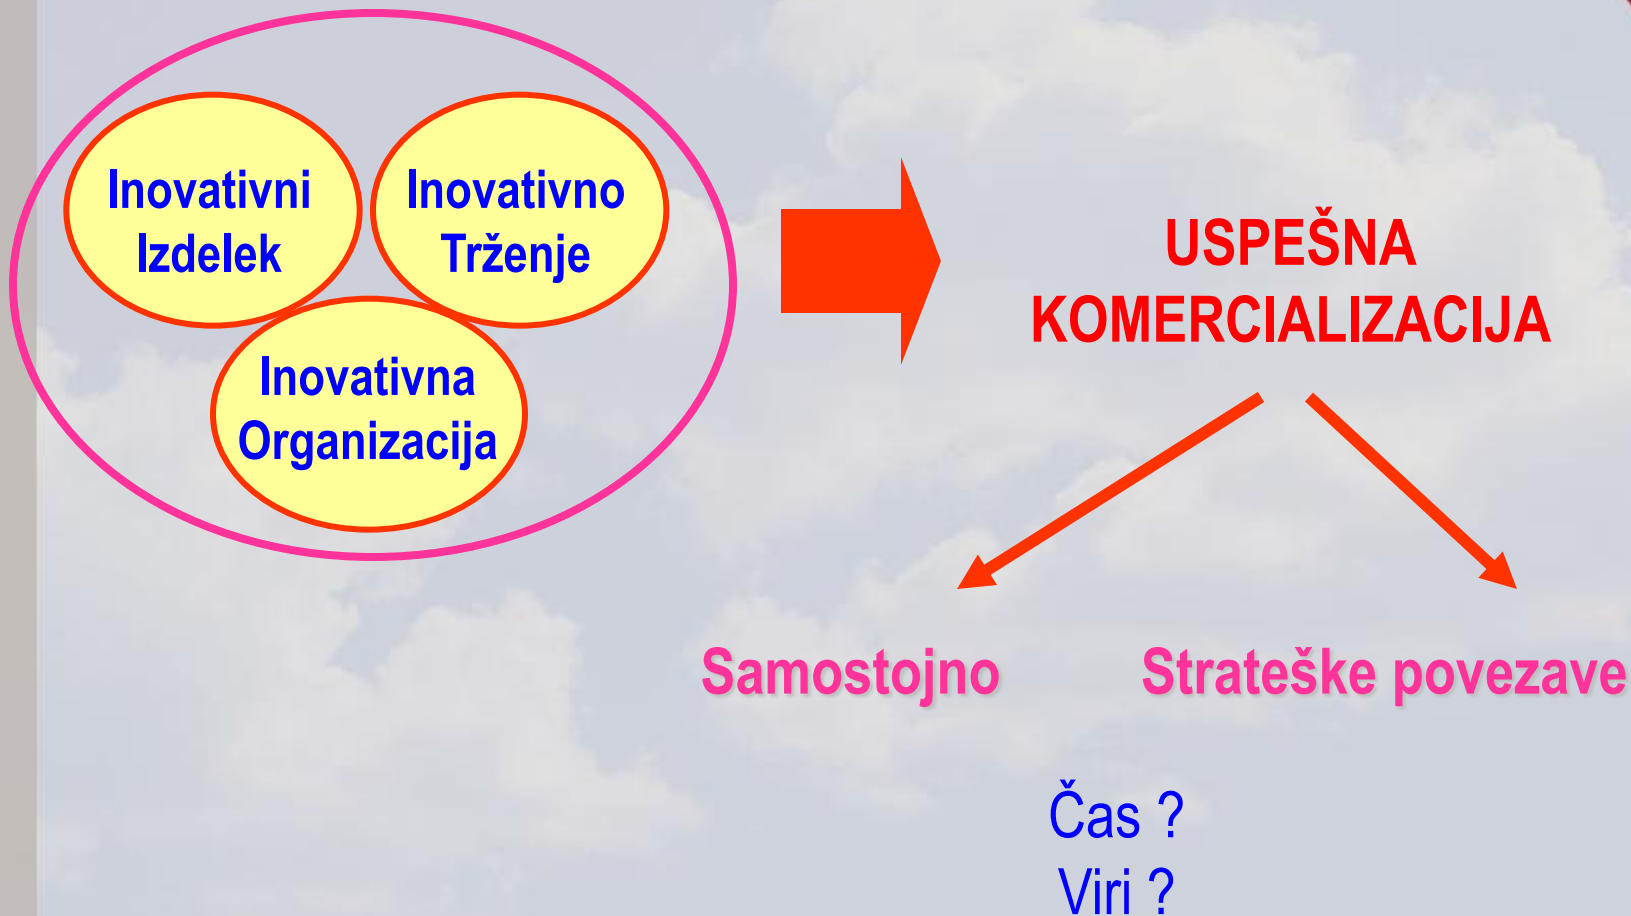 Inovativni
Izdelek
Inovativno
Trženje
Inovativna
Organizacija
USPEŠNA
KOMERCIALIZACIJA
Samostojno
Strateške povezave
Čas ?
Viri ?